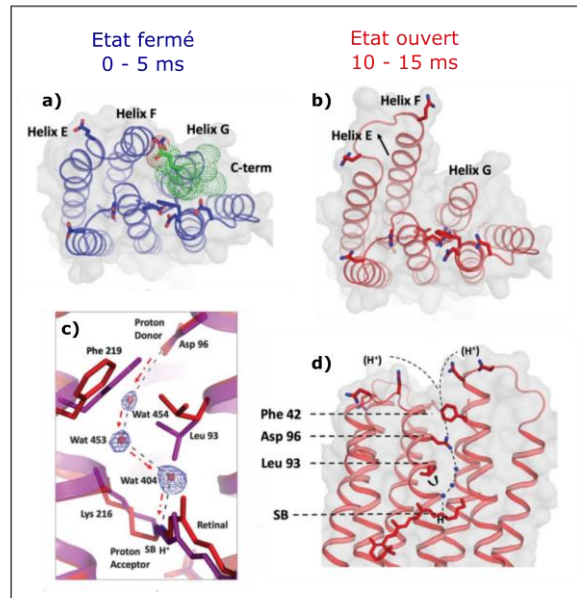 Etat fermé
0 - 5 ms
Etat ouvert
10 - 15 ms
a)
Helix E
Helix F
Helix G
C-term
b)
Helix F
Helix E
Helix G
c)
Proton
Donor
Asp 96
Phe 219
Wat 454
Wat 453
Leu 93
Wat 404
Lys 216
Retinal
Proton
Acceptor
SB
H⁺
d)
(H⁺)
(H⁺)
Phe 42
Asp 96
Leu 93
SB
H